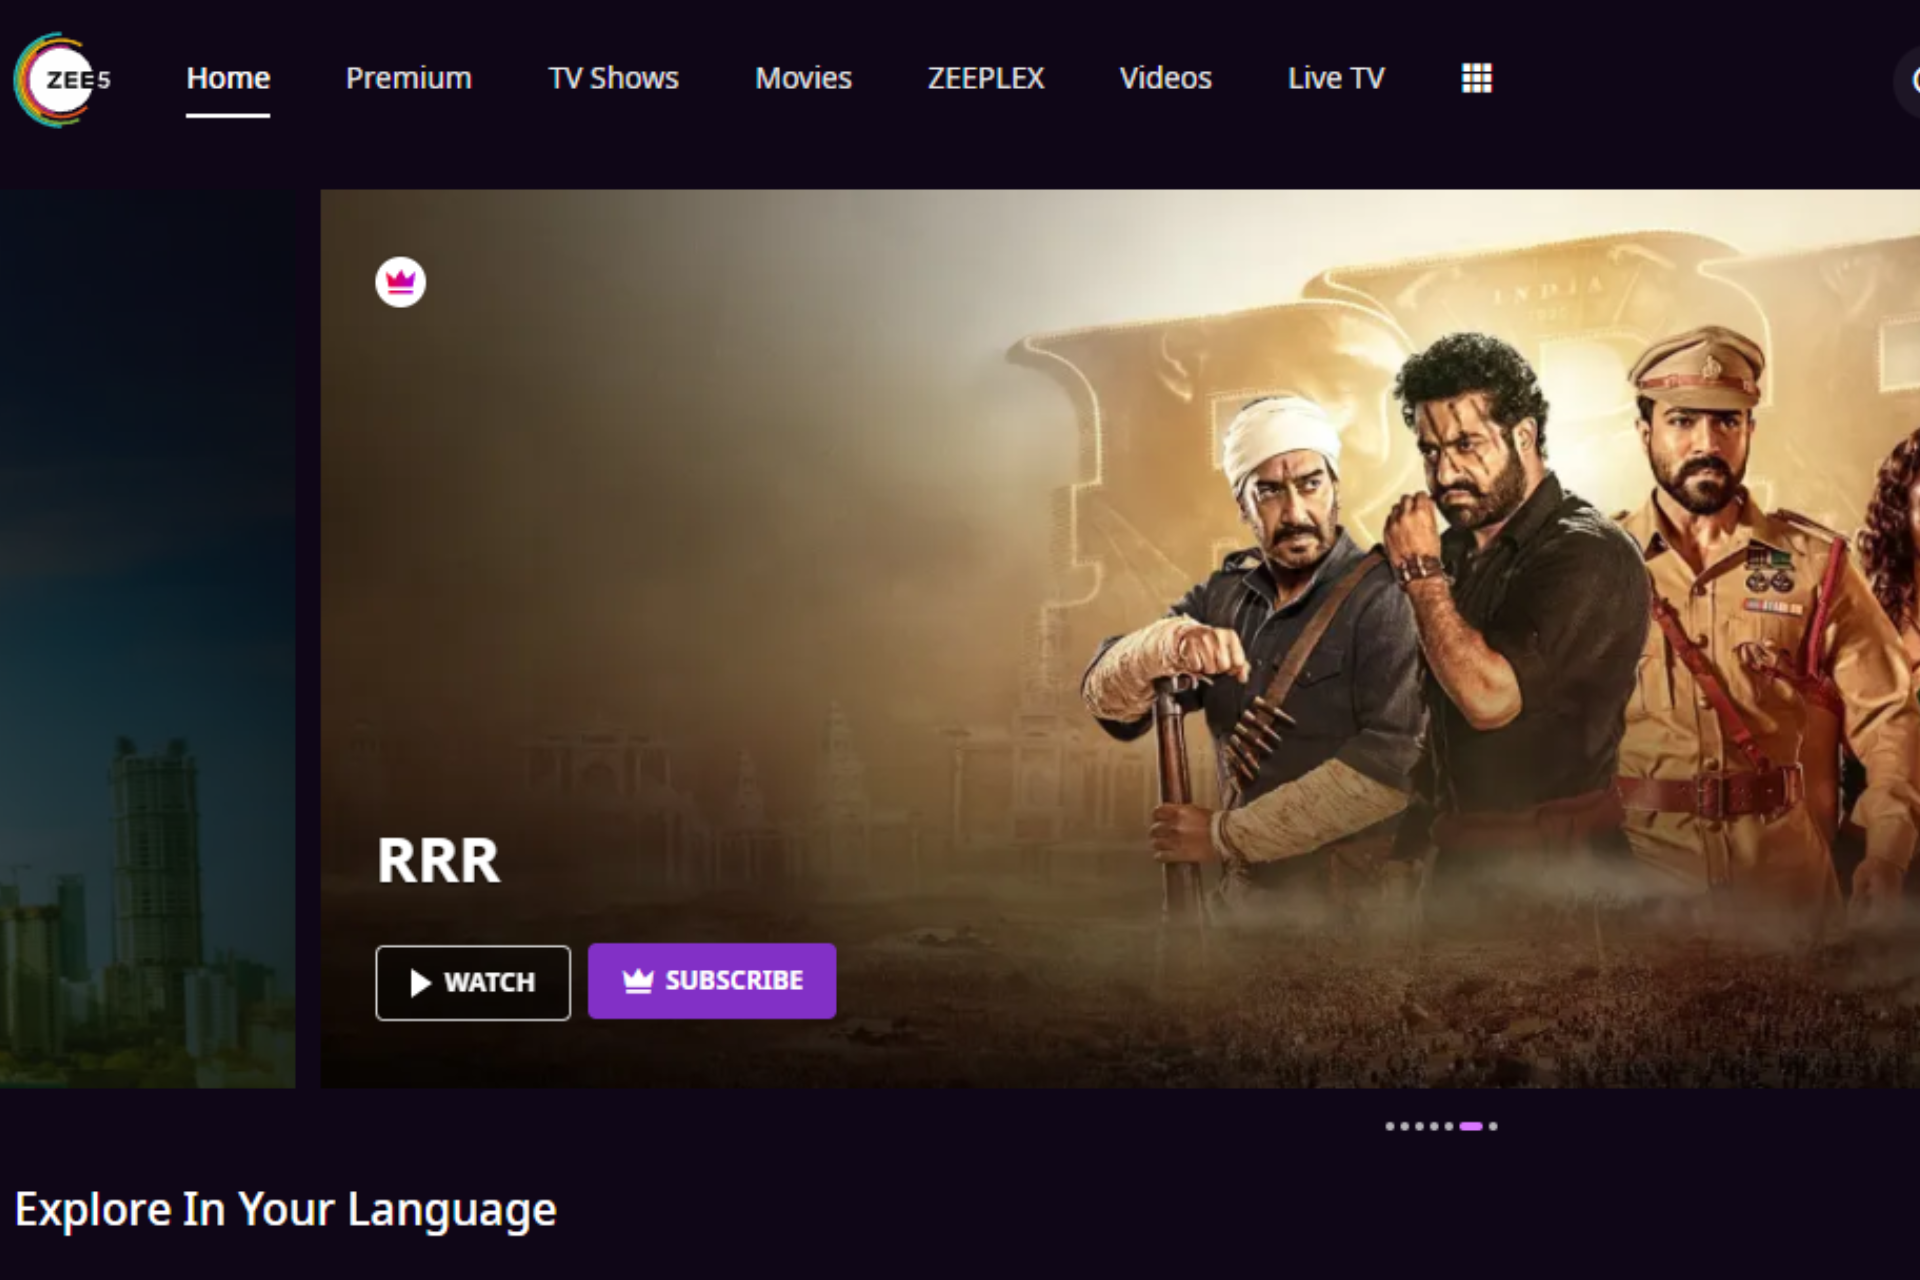 ZEE5
Home Premium TV Shows Movies ZEEPLEX Videos Live TV
INDIA
RRR
WATCH SUBSCRIBE
Explore In Your Language